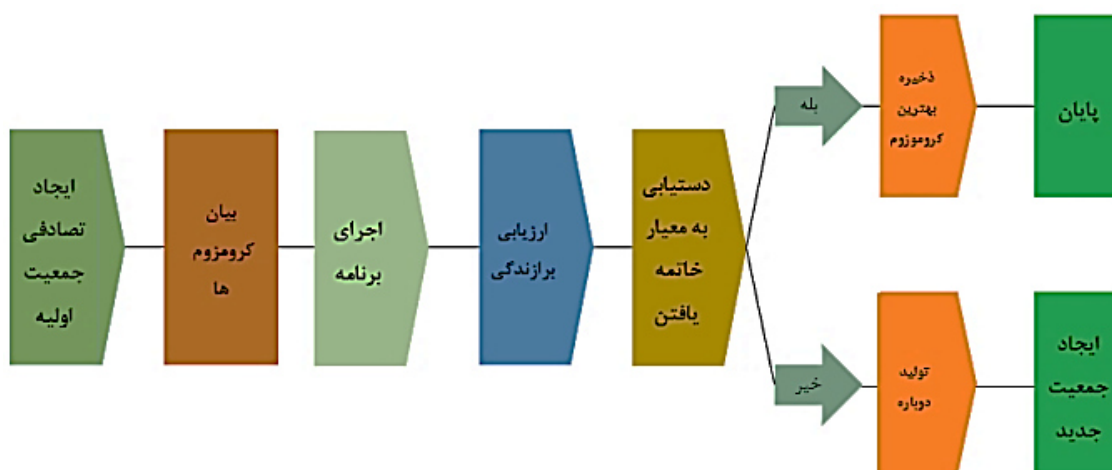 ایجاد
تصادفی
جمعیت
اولیه
بیان
کرومزوم
ها
اجرای
برنامه
ارزیابی
برازندگی
دستیابی
به معیار
خاتمه
یافتن
بله
ذخیره
بهترین
کروموزوم
پایان
خیر
تولید
دوباره
ایجاد
جمعیت
جدید